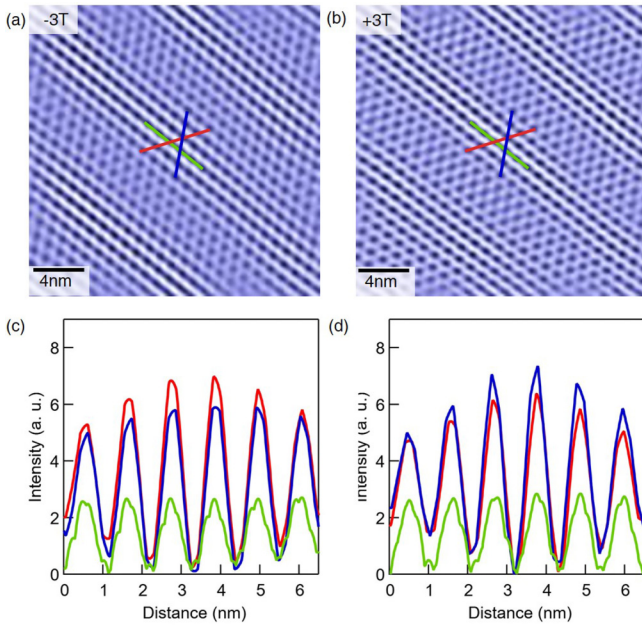 (a) -3T
(b) +3T
4nm
4nm
(c)
(d)
8
6
4
2
0
Intensity (a. u.)
0 1 2 3 4 5 6
Distance (nm)
8
6
4
2
0
Intensity (a. u.)
0 1 2 3 4 5 6
Distance (nm)